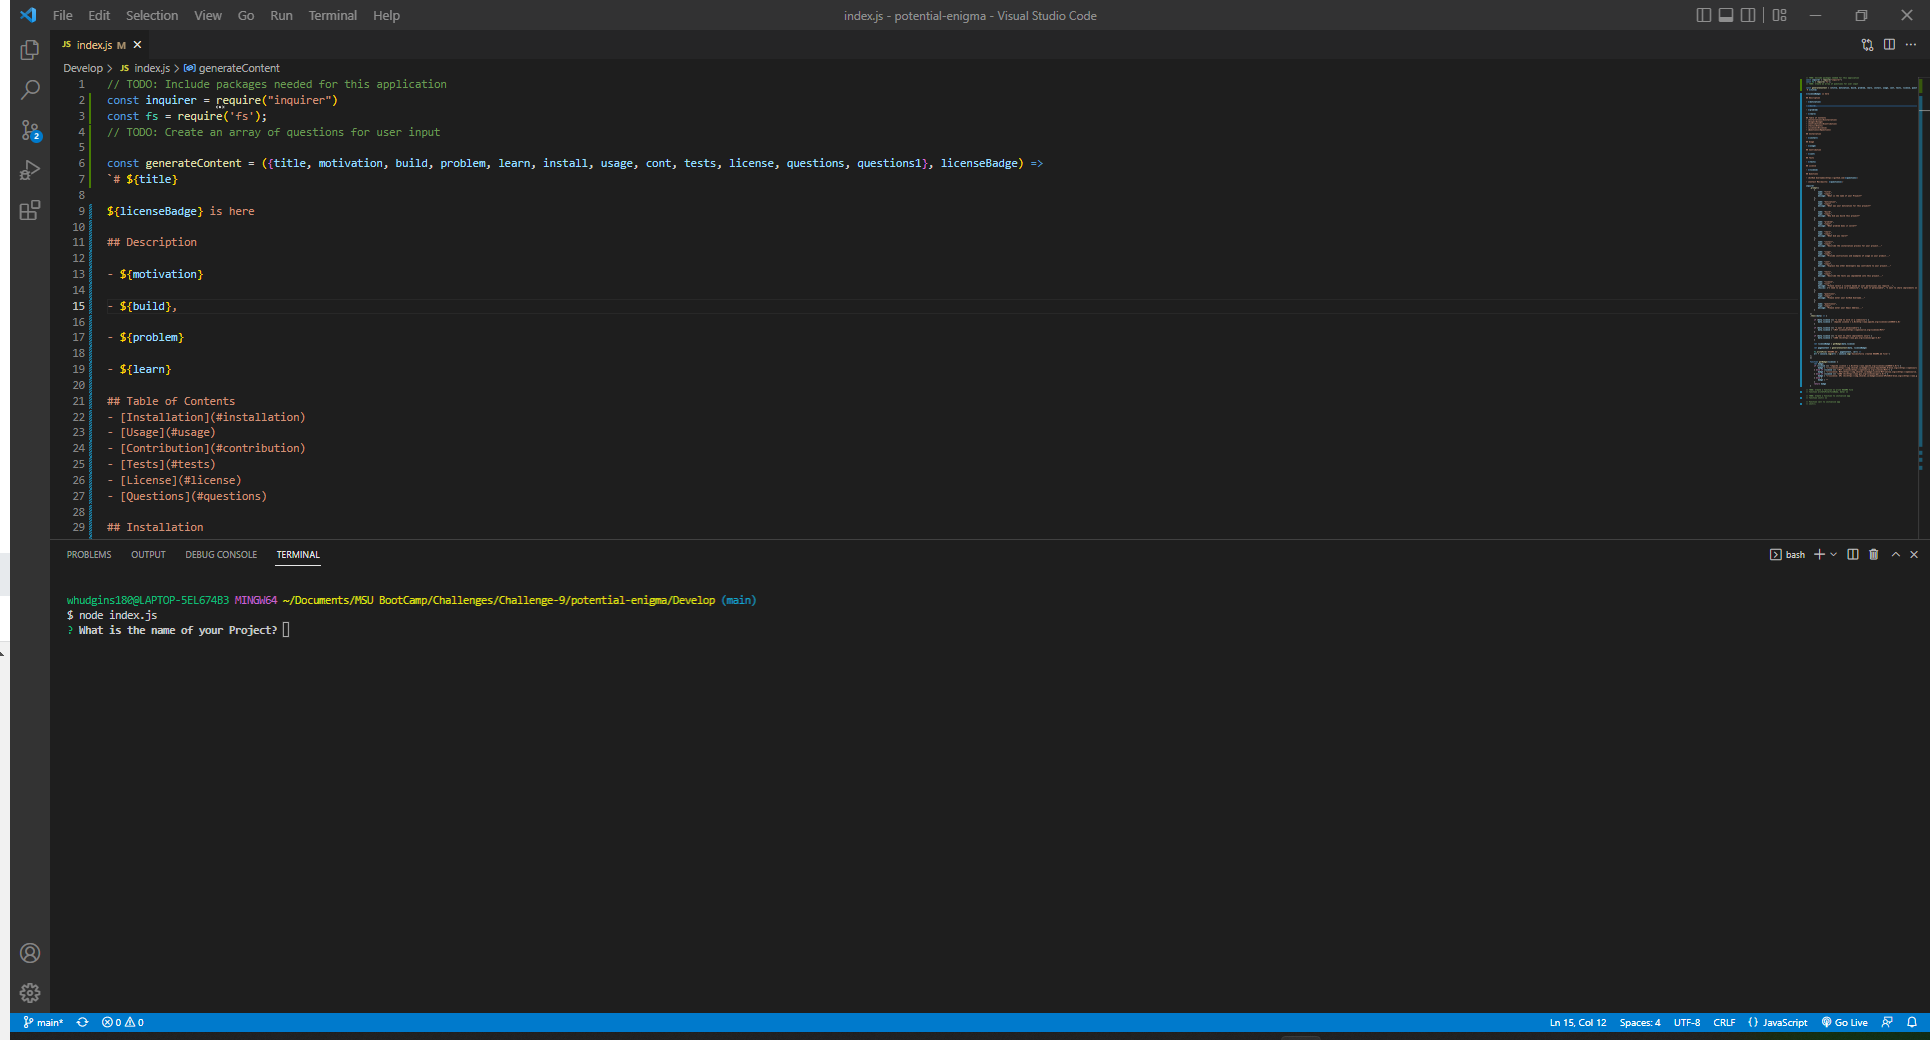 File Edit Selection View Go Run Terminal Help index.js - potential-enigma - Visual Studio Code
JS index.js M
Develop > JS index.js > generateContent
1 // TODO: Include packages needed for this application
2 const inquirer = require("inquirer")
3 const fs = require('fs');
4 // TODO: Create an array of questions for user input
5
6 const generateContent = ({title, motivation, build, problem, learn, install, usage, cont, tests, license, questions, questions1}, licenseBadge) =>
7 `# ${title}
8
9 ${licenseBadge} is here
10
11 ## Description
12
13 - ${motivation}
14
15 - ${build},
16
17 - ${problem}
18
19 - ${learn}
20
21 ## Table of Contents
22 - [Installation](#installation)
23 - [Usage](#usage)
24 - [Contribution](#contribution)
25 - [Tests](#tests)
26 - [License](#license)
27 - [Questions](#questions)
28
29 ## Installation
2
PROBLEMS OUTPUT DEBUG CONSOLE TERMINAL bash
whudgins180@LAPTOP-5EL674B3 MINGW64 ~/Documents/MSU BootCamp/Challenges/Challenge-9/potential-enigma/Develop (main)
$ node index.js
? What is the name of your Project?
main* 0 0 Ln 15, Col 12 Spaces: 4 UTF-8 CRLF {} JavaScript Go Live